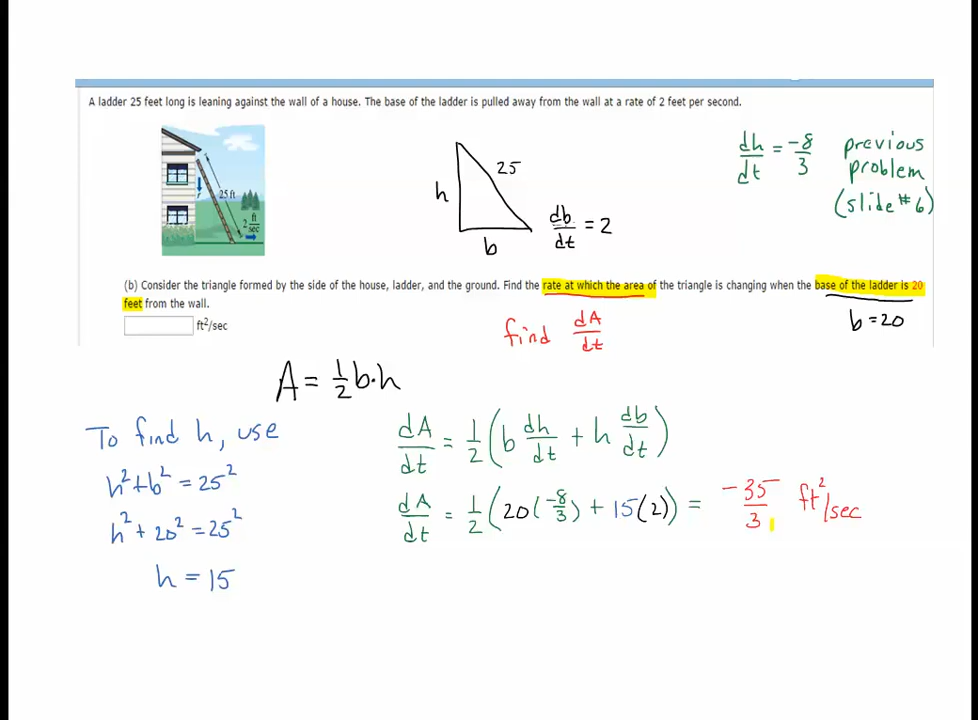 A ladder 25 feet long is leaning against the wall of a house. The base of the ladder is pulled away from the wall at a rate of 2 feet per second.
25 ft
2 ft/sec
h
25
b
db/dt = 2
dh/dt = -8/3 previous problem (slide #6)
(b) Consider the triangle formed by the side of the house, ladder, and the ground. Find the rate at which the area of the triangle is changing when the base of the ladder is 20
feet from the wall.
ft²/sec
find dA/dt
b = 20
A = 1/2 b·h
To find h, use
h² + b² = 25²
h² + 20² = 25²
h = 15
dA/dt = 1/2 (b dh/dt + h db/dt)
dA/dt = 1/2 (20(-8/3) + 15(2)) = -35/3 ft²/sec